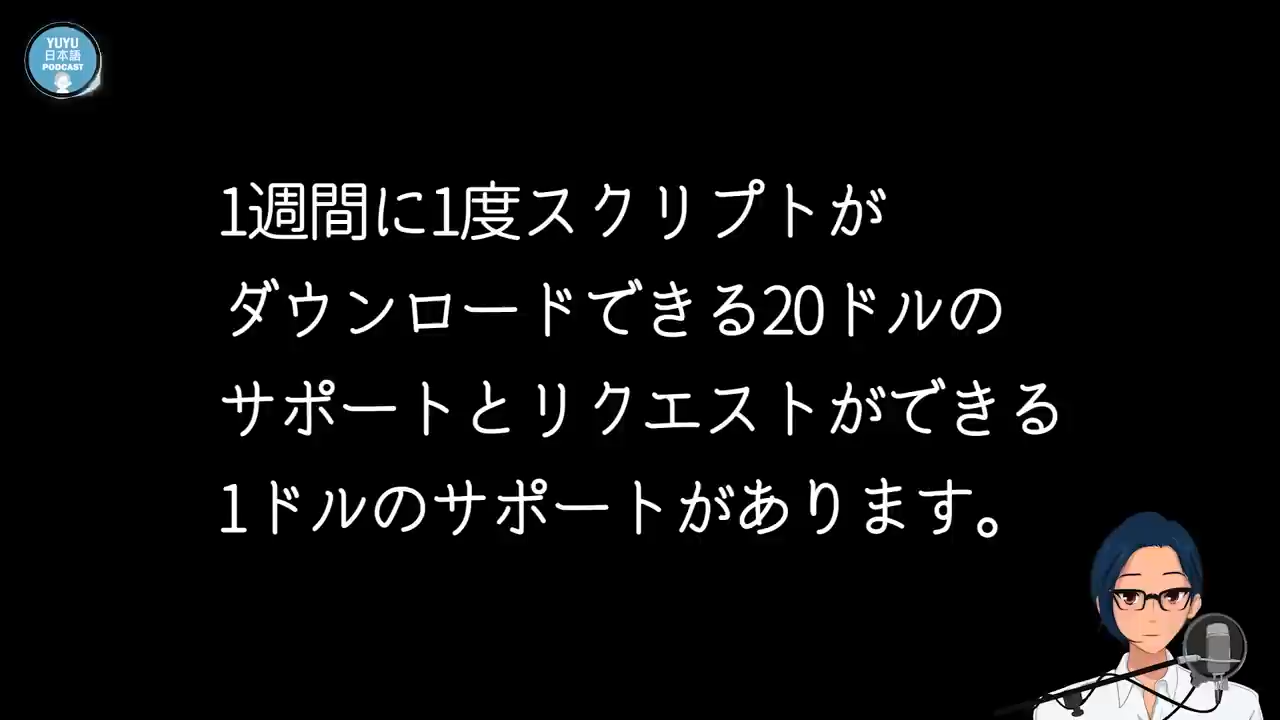 YUYU
日本語
PODCAST
1週間に1度スクリプトが
ダウンロードできる20ドルの
サポートとリクエストができる
1ドルのサポートがあります。